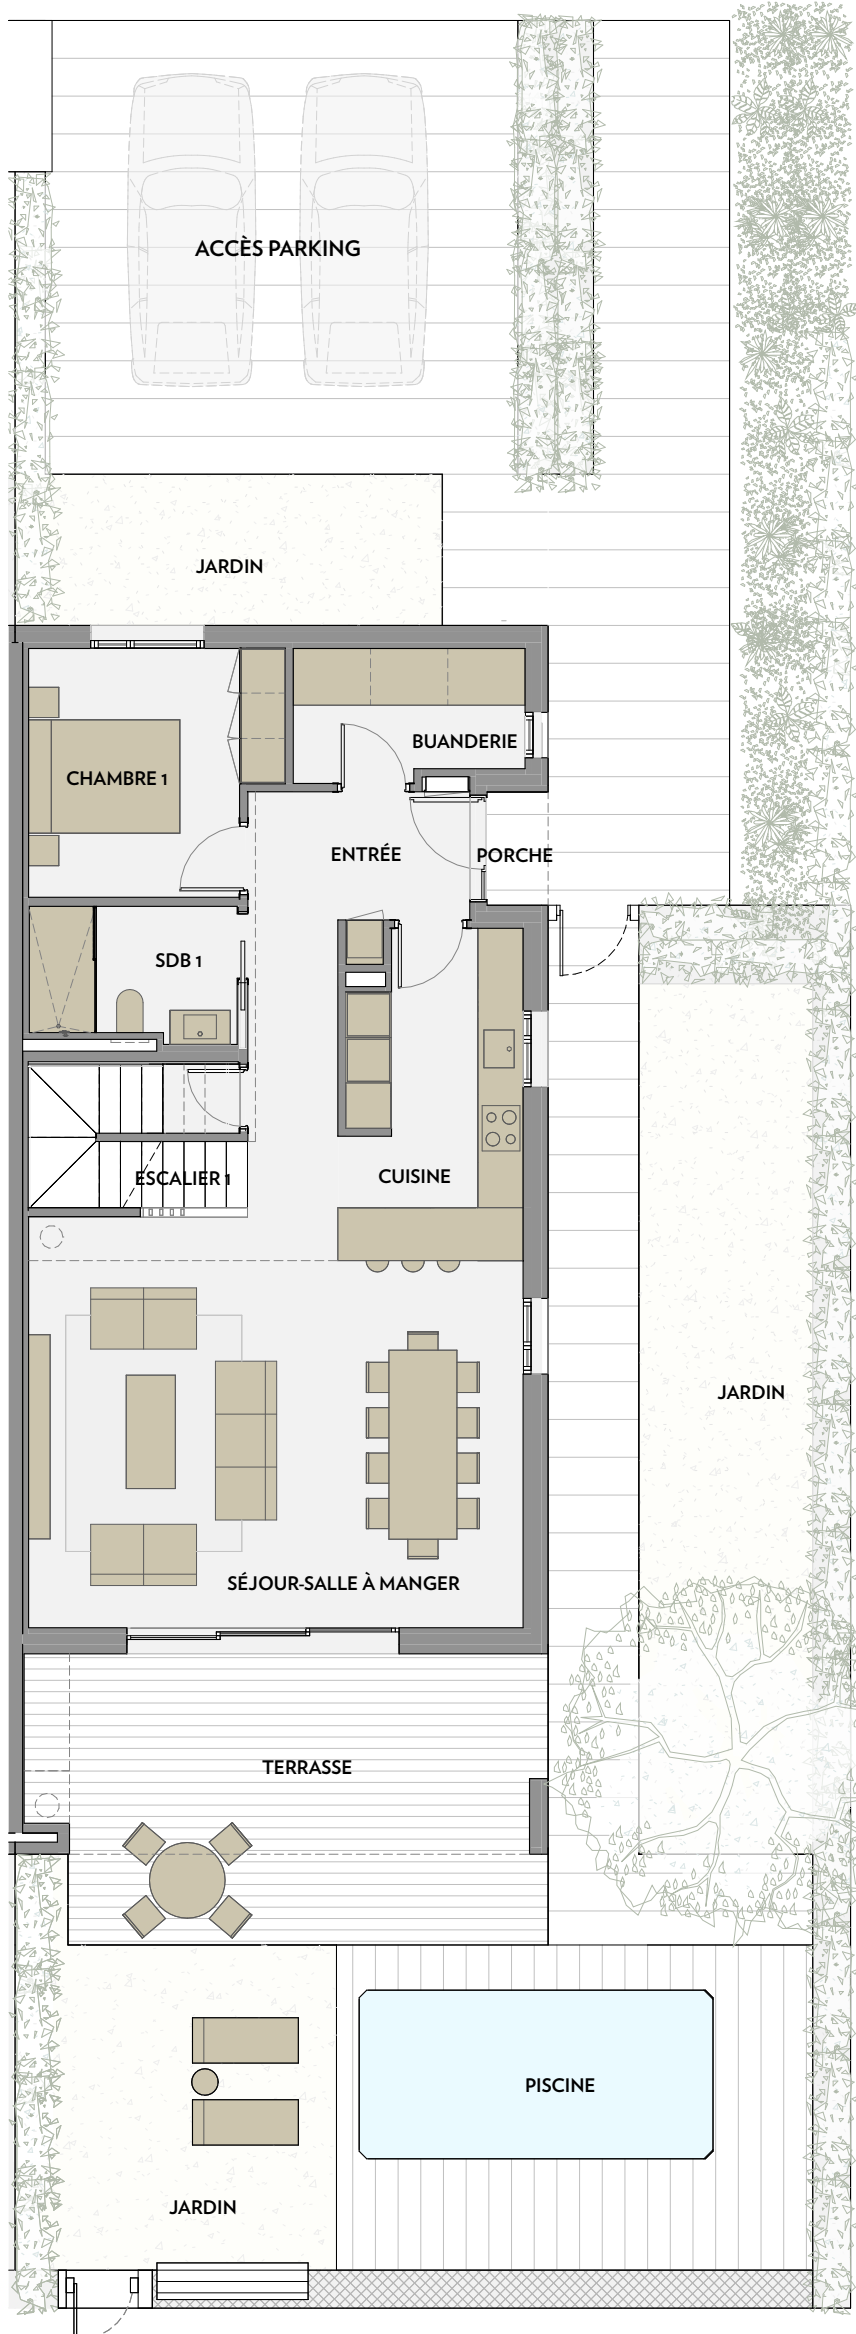 ACCÈS PARKING
JARDIN
BUANDERIE
CHAMBRE 1
ENTRÉE
PORCHE
SDB 1
CUISINE
ESCALIER 1
JARDIN
SÉJOUR-SALLE À MANGER
TERRASSE
PISCINE
JARDIN